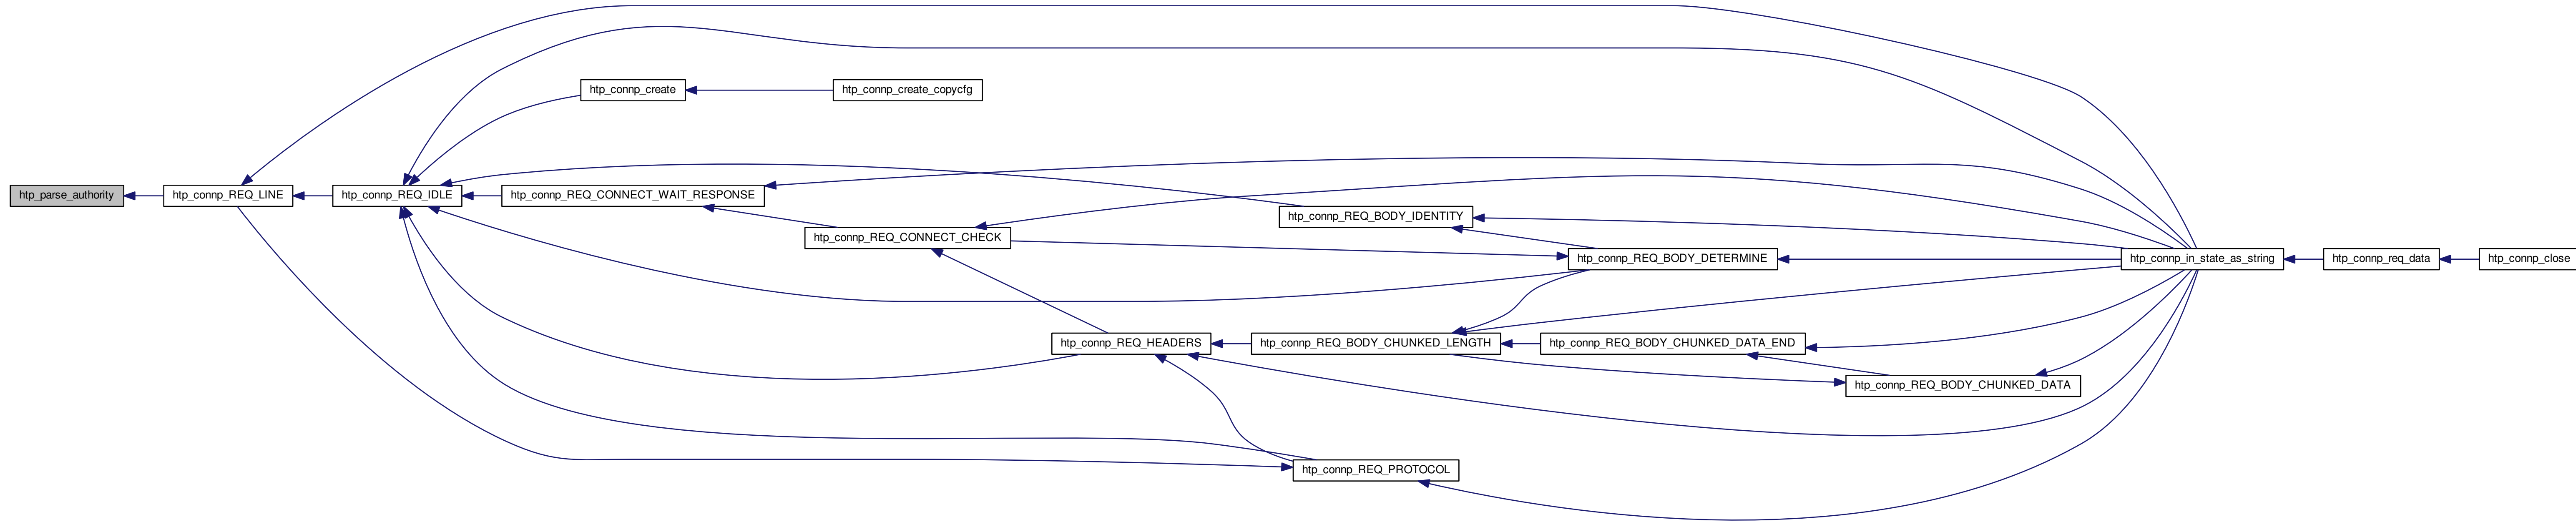 htp_connp_create
htp_connp_create_copycfg
htp_parse_authority
htp_connp_REQ_LINE
htp_connp_REQ_IDLE
htp_connp_REQ_CONNECT_WAIT_RESPONSE
htp_connp_REQ_BODY_IDENTITY
htp_connp_REQ_CONNECT_CHECK
htp_connp_REQ_BODY_DETERMINE
htp_connp_in_state_as_string
htp_connp_req_data
htp_connp_close
htp_connp_REQ_HEADERS
htp_connp_REQ_BODY_CHUNKED_LENGTH
htp_connp_REQ_BODY_CHUNKED_DATA_END
htp_connp_REQ_BODY_CHUNKED_DATA
htp_connp_REQ_PROTOCOL